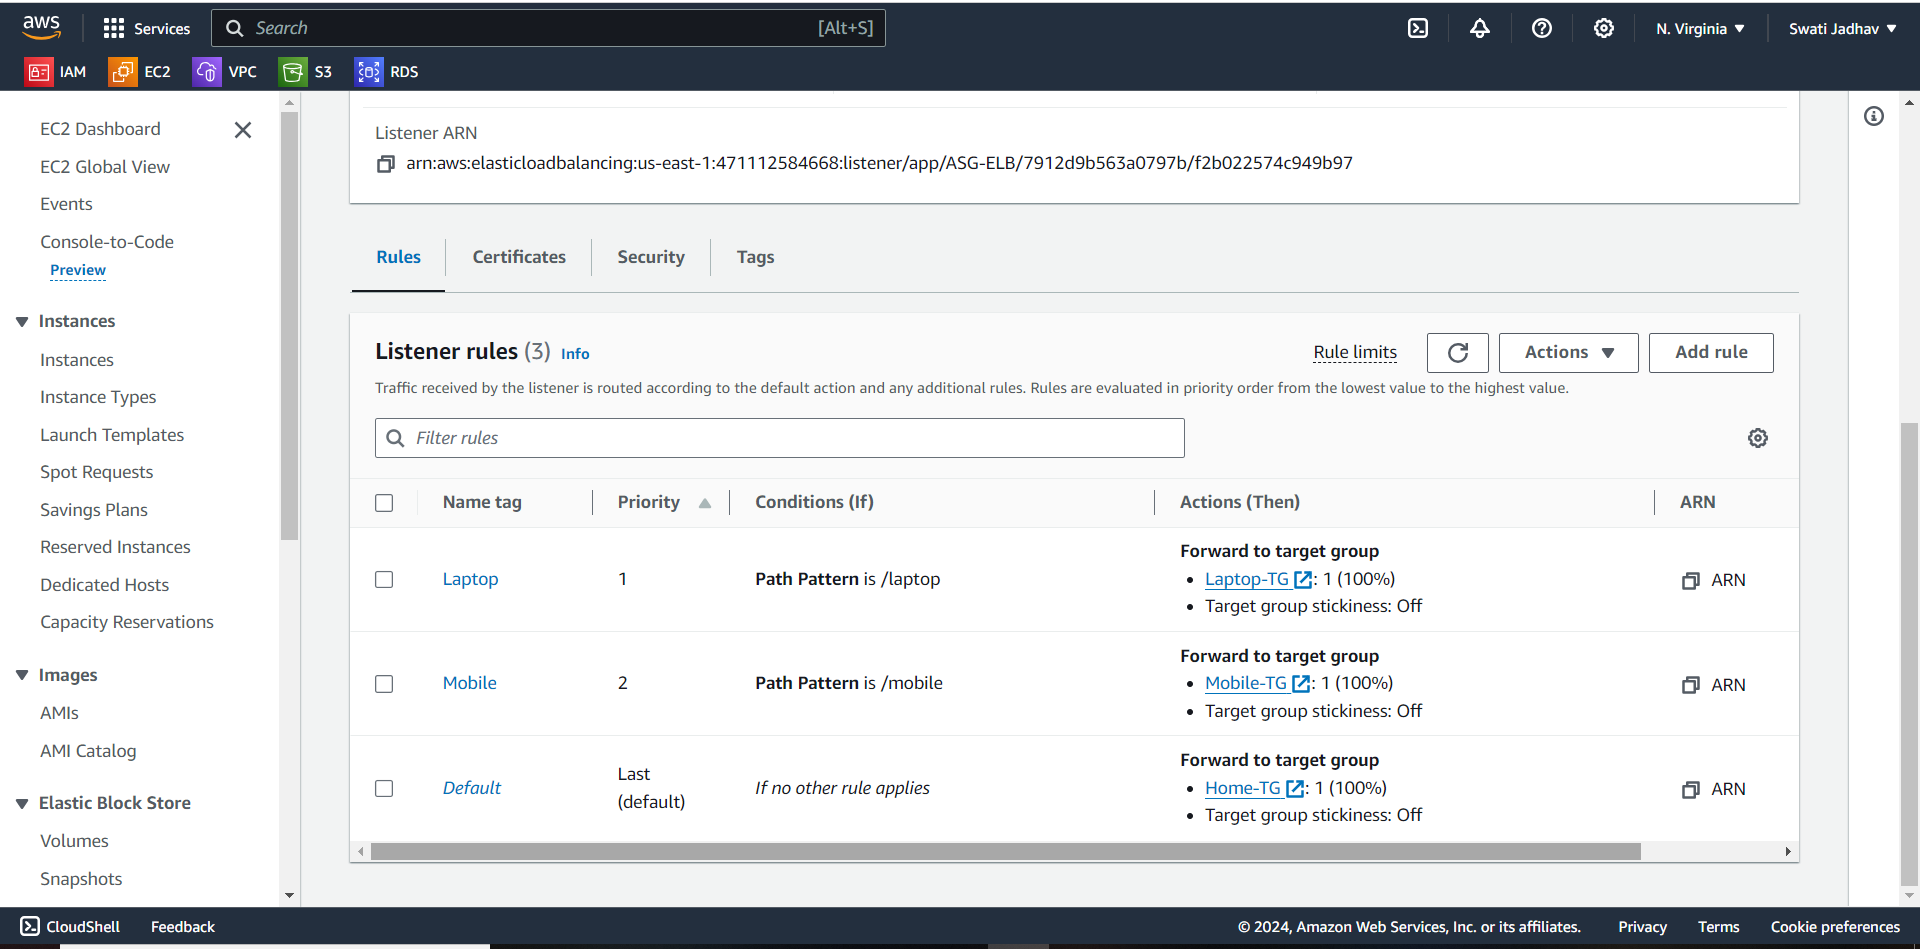 aws
Services
Search
[Alt+S]
N. Virginia
Swati Jadhav
IAM
EC2
VPC
S3
RDS
EC2 Dashboard
EC2 Global View
Events
Console-to-Code
Preview
Instances
Instances
Instance Types
Launch Templates
Spot Requests
Savings Plans
Reserved Instances
Dedicated Hosts
Capacity Reservations
Images
AMIs
AMI Catalog
Elastic Block Store
Volumes
Snapshots
Listener ARN
arn:aws:elasticloadbalancing:us-east-1:471112584668:listener/app/ASG-ELB/7912d9b563a0797b/f2b022574c949b97
Rules
Certificates
Security
Tags
Listener rules (3) Info
Rule limits
Actions
Add rule
Traffic received by the listener is routed according to the default action and any additional rules. Rules are evaluated in priority order from the lowest value to the highest value.
Filter rules
Name tag
Priority
Conditions (If)
Actions (Then)
ARN
Laptop
1
Path Pattern is /laptop
Forward to target group
• Laptop-TG : 1 (100%)
• Target group stickiness: Off
ARN
Mobile
2
Path Pattern is /mobile
Forward to target group
• Mobile-TG : 1 (100%)
• Target group stickiness: Off
ARN
Default
Last
(default)
If no other rule applies
Forward to target group
• Home-TG : 1 (100%)
• Target group stickiness: Off
ARN
CloudShell
Feedback
© 2024, Amazon Web Services, Inc. or its affiliates.
Privacy
Terms
Cookie preferences